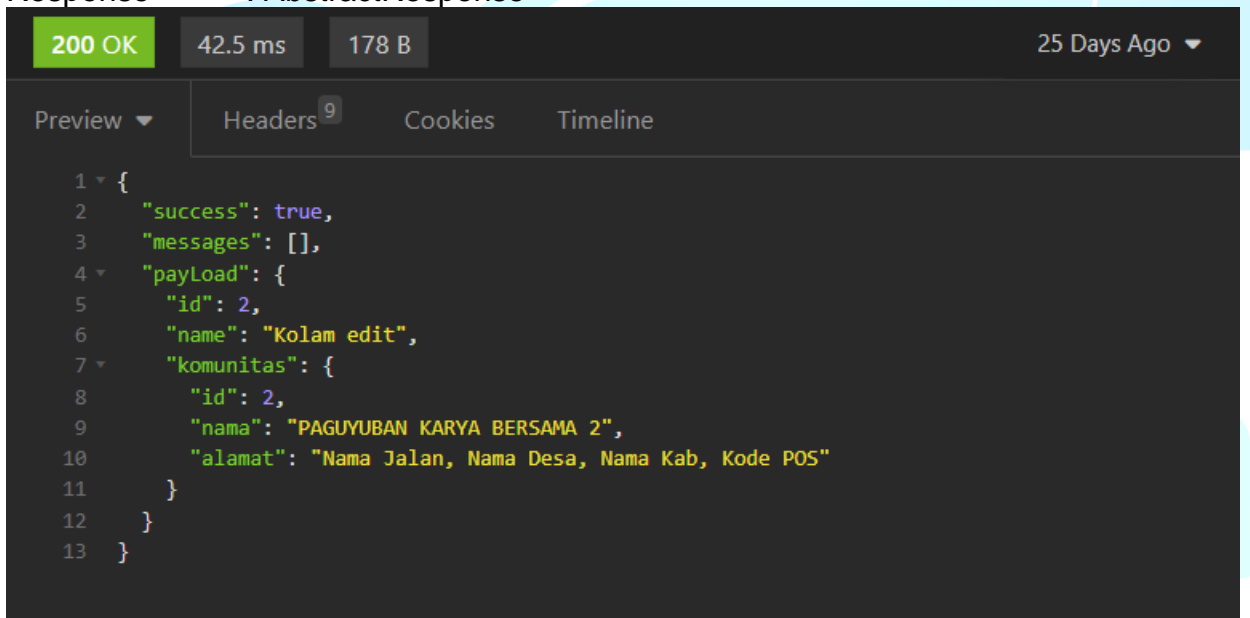 200 OK 42.5 ms 178 B 25 Days Ago
Preview Headers 9 Cookies Timeline
1 {
2 "success": true,
3 "messages": [],
4 "payLoad": {
5 "id": 2,
6 "name": "Kolam edit",
7 "komunitas": {
8 "id": 2,
9 "nama": "PAGUYUBAN KARYA BERSAMA 2",
10 "alamat": "Nama Jalan, Nama Desa, Nama Kab, Kode POS"
11 }
12 }
13 }